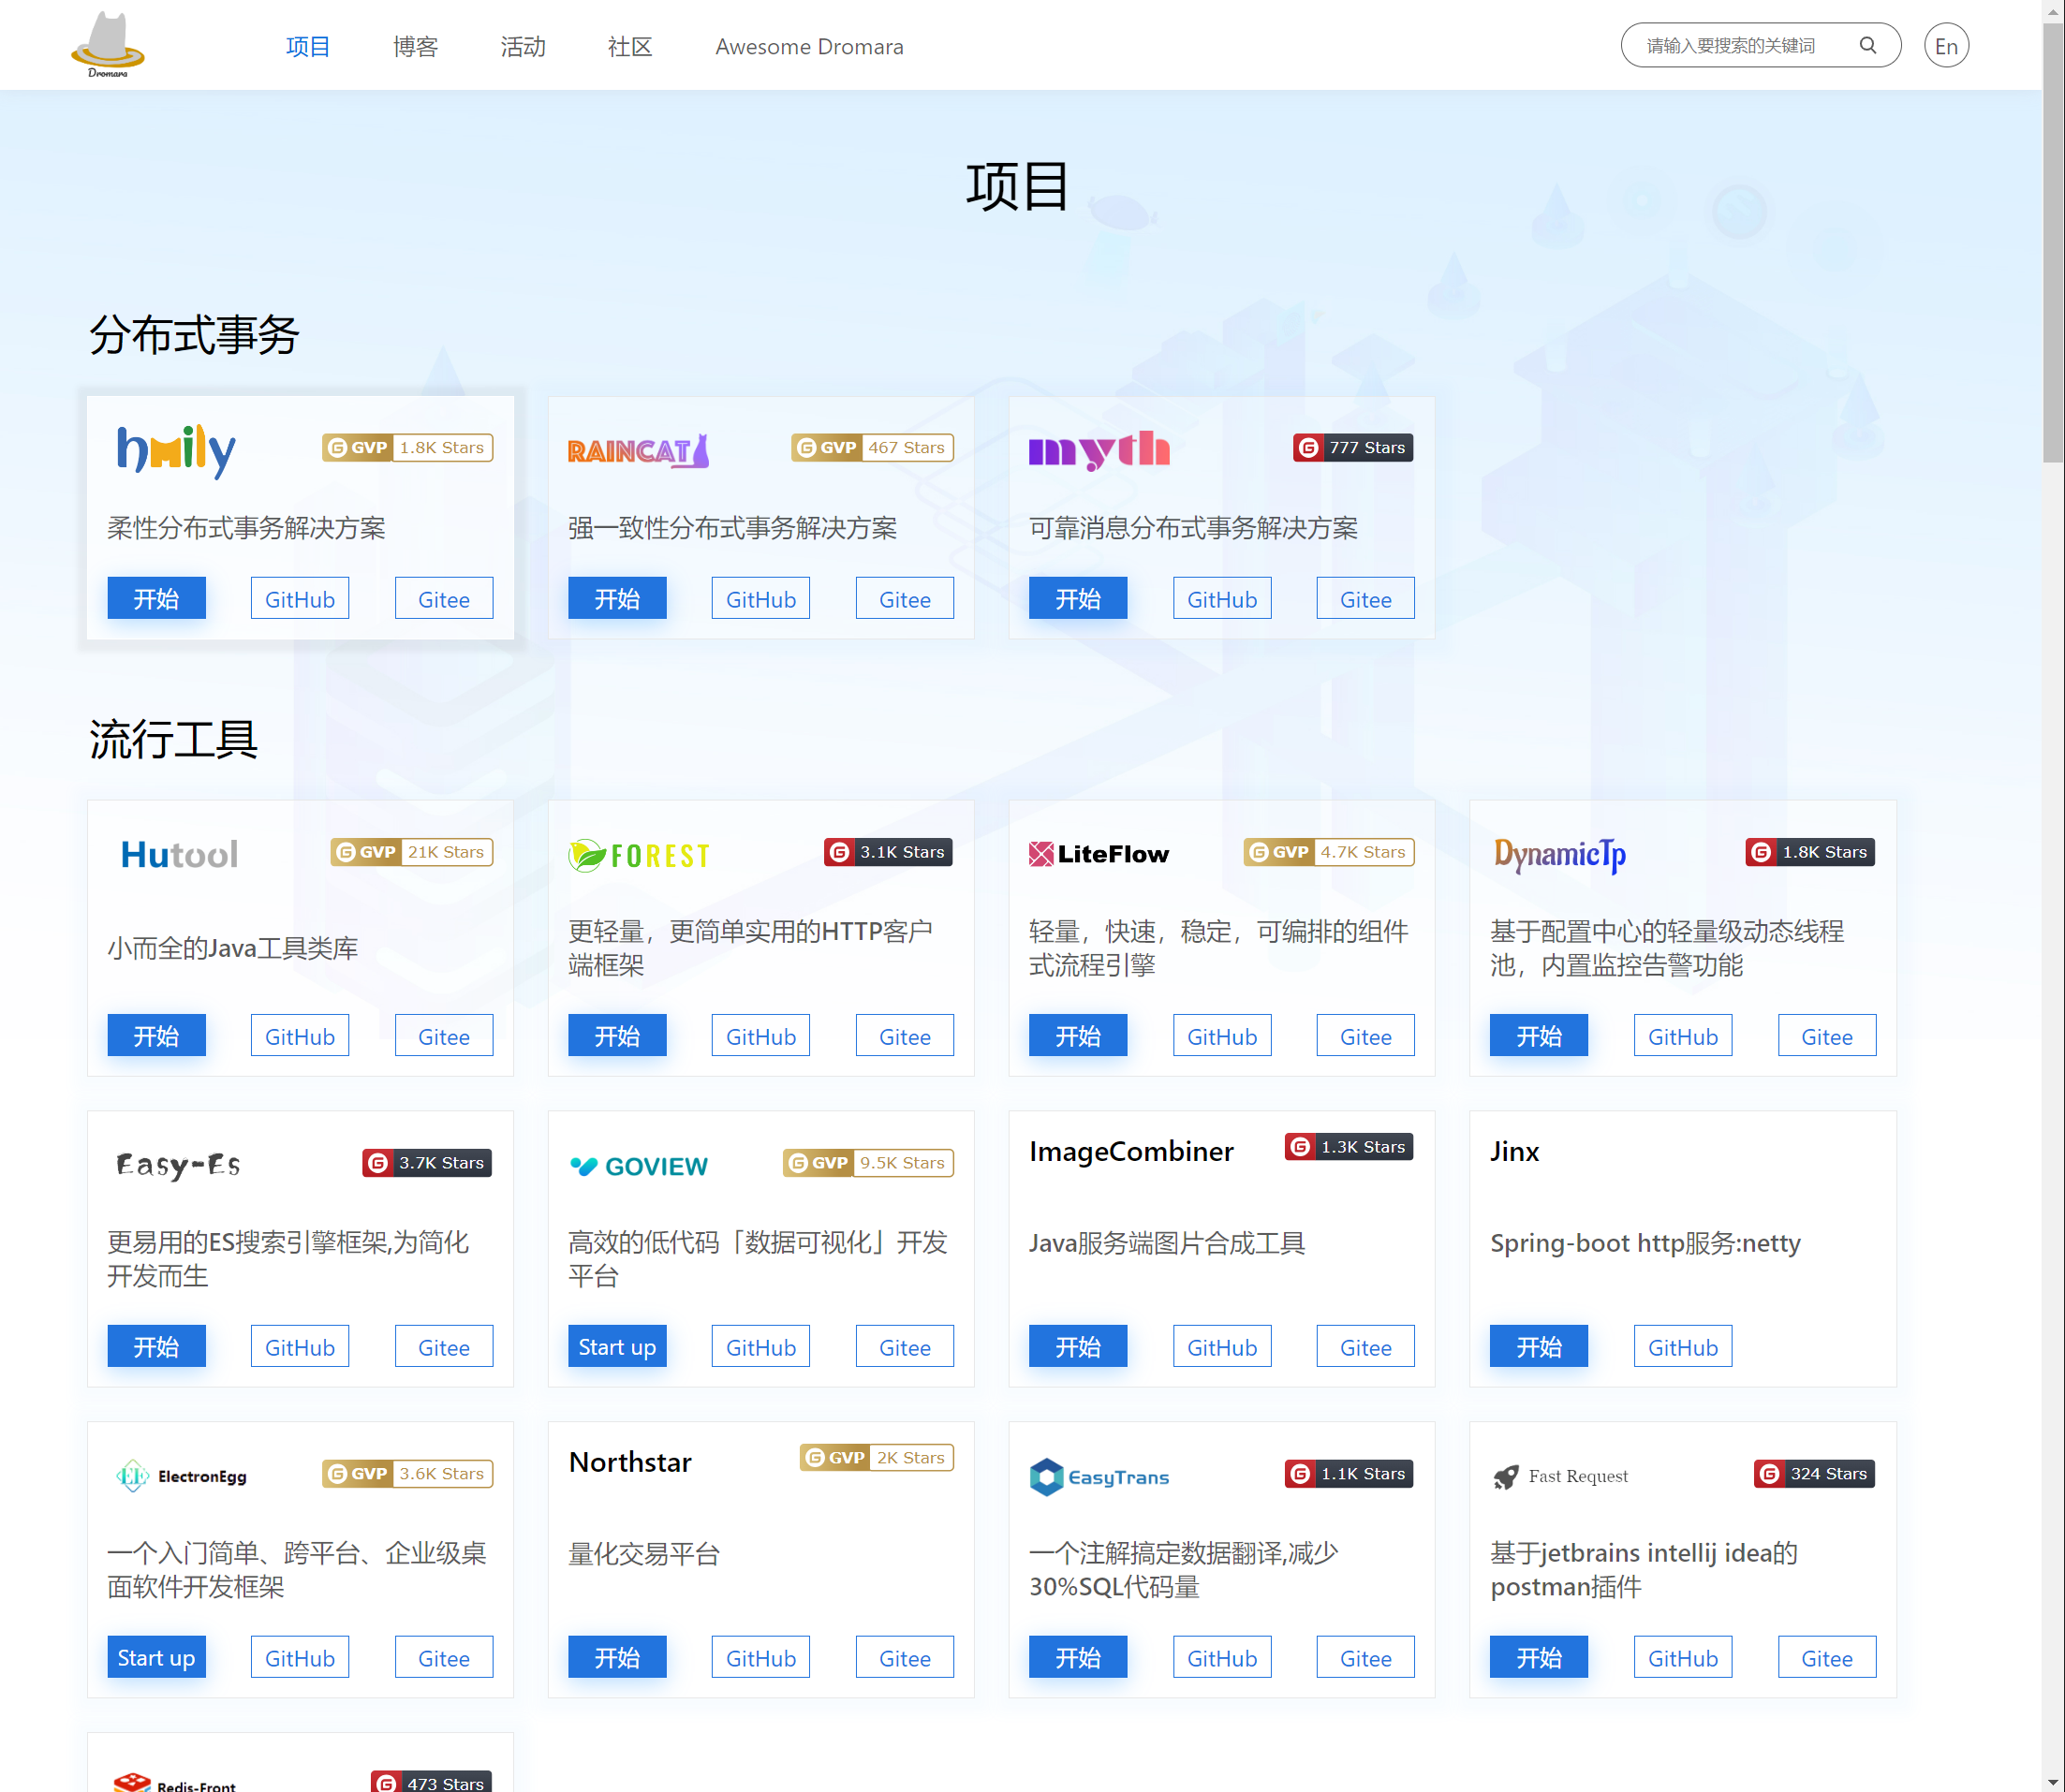 Dromara
项目
博客
活动
社区
Awesome Dromara
请输入要搜索的关键词
En
项目
分布式事务
hmily
GVP 1.8K Stars
柔性分布式事务解决方案
开始 GitHub Gitee
RAINCAT
GVP 467 Stars
强一致性分布式事务解决方案
开始 GitHub Gitee
myth
777 Stars
可靠消息分布式事务解决方案
开始 GitHub Gitee
流行工具
Hutool
GVP 21K Stars
小而全的Java工具类库
开始 GitHub Gitee
FOREST
3.1K Stars
更轻量，更简单实用的HTTP客户
端框架
开始 GitHub Gitee
LiteFlow
GVP 4.7K Stars
轻量，快速，稳定，可编排的组件
式流程引擎
开始 GitHub Gitee
DynamicTp
1.8K Stars
基于配置中心的轻量级动态线程
池，内置监控告警功能
开始 GitHub Gitee
Easy-Es
3.7K Stars
更易用的ES搜索引擎框架,为简化
开发而生
开始 GitHub Gitee
GOVIEW
GVP 9.5K Stars
高效的低代码「数据可视化」开发
平台
Start up GitHub Gitee
ImageCombiner
1.3K Stars
Java服务端图片合成工具
开始 GitHub Gitee
Jinx
Spring-boot http服务:netty
开始 GitHub
ElectronEgg
GVP 3.6K Stars
一个入门简单、跨平台、企业级桌
面软件开发框架
Start up GitHub Gitee
Northstar
GVP 2K Stars
量化交易平台
开始 GitHub Gitee
EasyTrans
1.1K Stars
一个注解搞定数据翻译,减少
30%SQL代码量
开始 GitHub Gitee
Fast Request
324 Stars
基于jetbrains intellij idea的
postman插件
开始 GitHub Gitee
Redis-Front
473 Stars